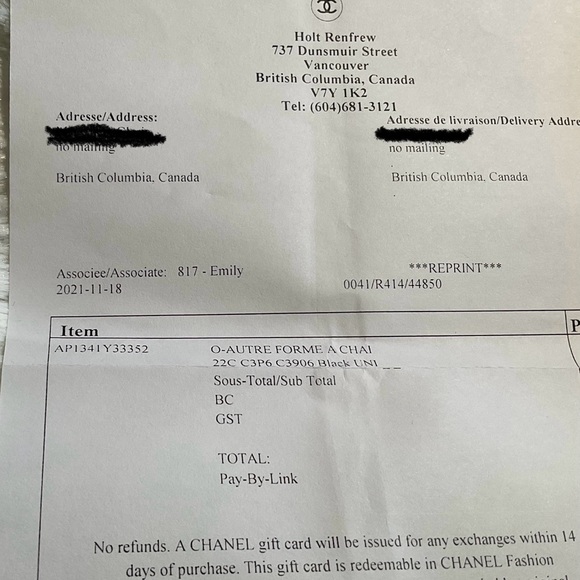 Holt Renfrew
737 Dunsmuir Street
Vancouver
British Columbia, Canada
V7Y 1K2
Tel: (604)681-3121
Adresse/Address:
no mailing
British Columbia, Canada
Adresse de livraison/Delivery Addre
no mailing
British Columbia, Canada
Associee/Associate: 817 - Emily
2021-11-18
***REPRINT***
0041/R414/44850
Item
P
AP1341Y33352
O-AUTRE FORME A CHAI
22C C3P6 C3906 Black UNI
Sous-Total/Sub Total
BC
GST
TOTAL:
Pay-By-Link
No refunds. A CHANEL gift card will be issued for any exchanges within 14
days of purchase. This gift card is redeemable in CHANEL Fashion